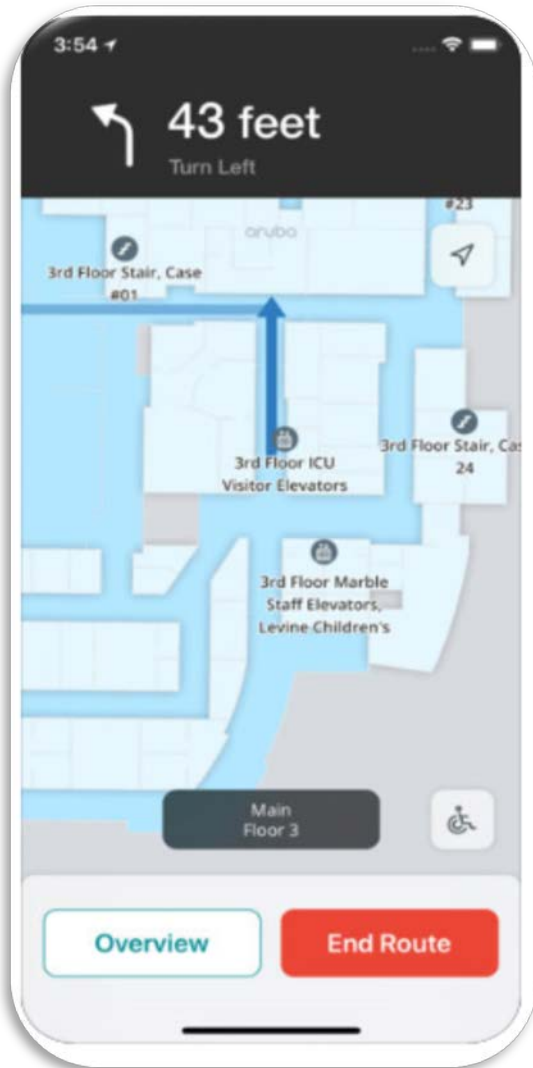 3:54
43 feet
Turn Left
#23
aruba
3rd Floor Stair, Case
#01
3rd Floor ICU
Visitor Elevators
3rd Floor Stair, Cas
24
3rd Floor Marble
Staff Elevators,
Levine Children's
Main
Floor 3
Overview
End Route